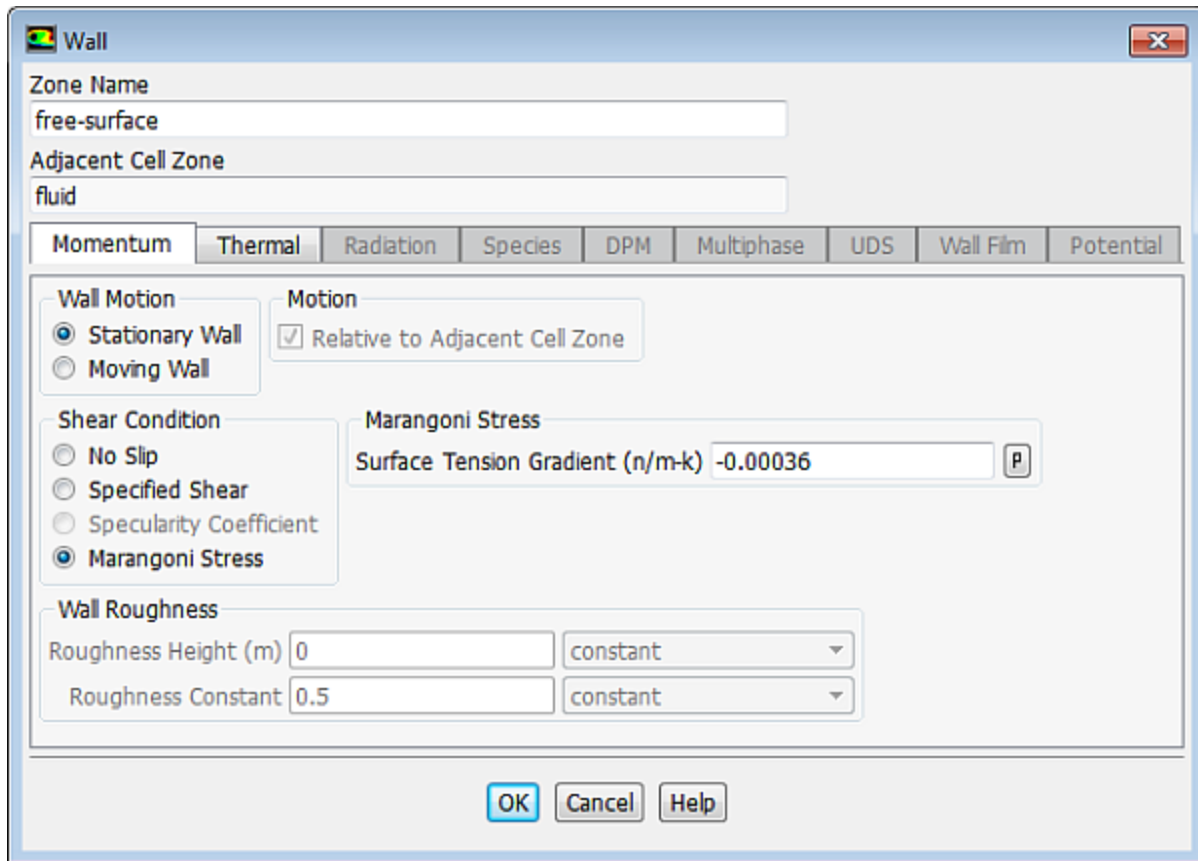 Wall
Zone Name
free-surface
Adjacent Cell Zone
fluid
Momentum Thermal Radiation Species DPM Multiphase UDS Wall Film Potential
Wall Motion
Stationary Wall
Moving Wall
Motion
Relative to Adjacent Cell Zone
Shear Condition
No Slip
Specified Shear
Specularity Coefficient
Marangoni Stress
Marangoni Stress
Surface Tension Gradient (n/m-k) -0.00036 P
Wall Roughness
Roughness Height (m) 0 constant
Roughness Constant 0.5 constant
OK Cancel Help